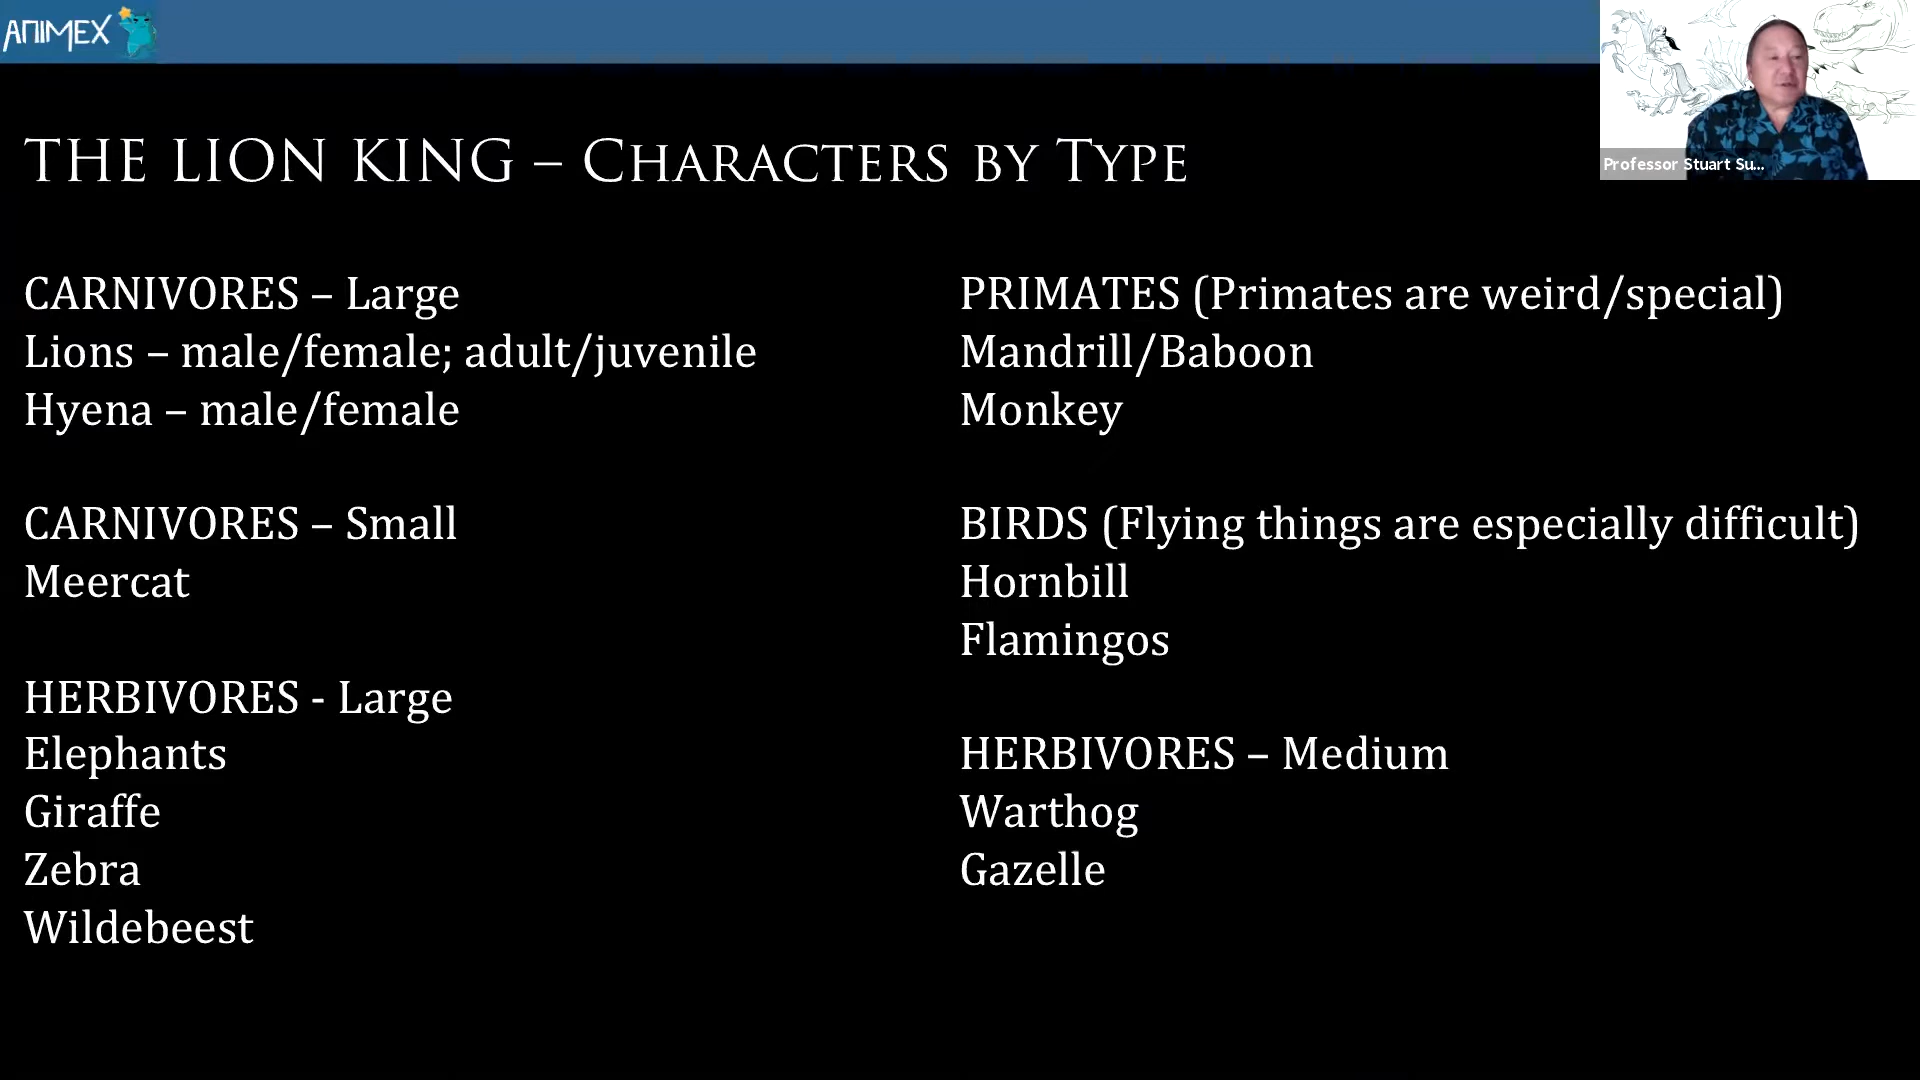 ANIMEX
Professor Stuart Su...
THE LION KING – CHARACTERS BY TYPE
CARNIVORES – Large
Lions – male/female; adult/juvenile
Hyena – male/female
CARNIVORES – Small
Meercat
HERBIVORES - Large
Elephants
Giraffe
Zebra
Wildebeest
PRIMATES (Primates are weird/special)
Mandrill/Baboon
Monkey
BIRDS (Flying things are especially difficult)
Hornbill
Flamingos
HERBIVORES – Medium
Warthog
Gazelle